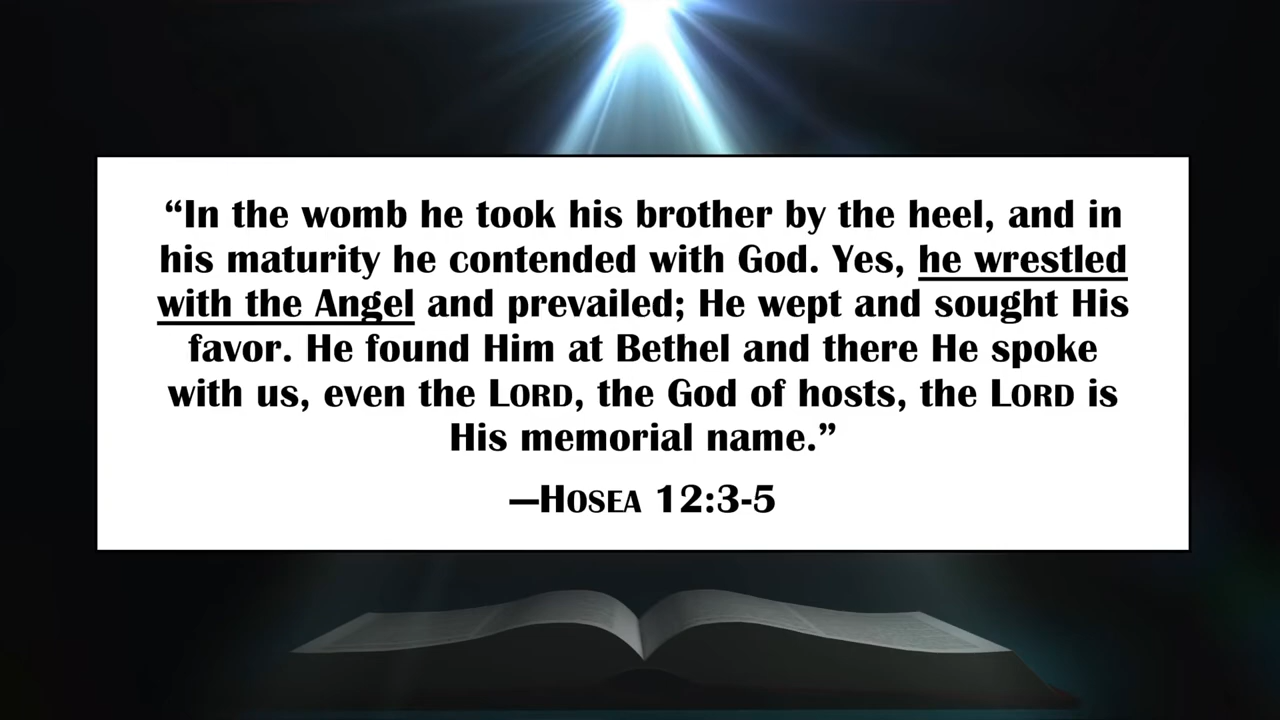 “In the womb he took his brother by the heel, and in
his maturity he contended with God. Yes, he wrestled
with the Angel and prevailed; He wept and sought His
favor. He found Him at Bethel and there He spoke
with us, even the LORD, the God of hosts, the LORD is
His memorial name.”
—HOSEA 12:3-5